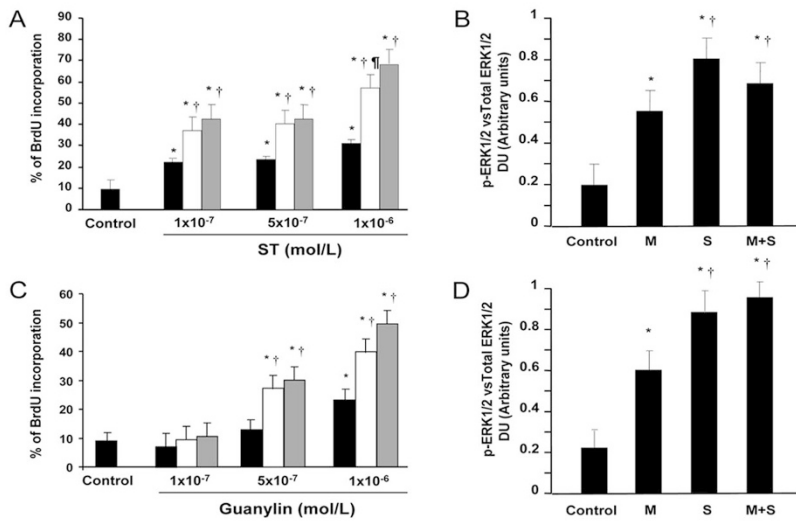 A
% of BrdU incorporation
90
80
70
60
50
40
30
20
10
0
* * † * †
* * † * †
* * † ¶ * †
Control 1x10⁻⁷ 5x10⁻⁷ 1x10⁻⁶
ST (mol/L)
B
p-ERK1/2 vsTotal ERK1/2
DU (Arbitrary units)
1
0.8
0.6
0.4
0.2
0
* * † * †
Control M S M+S
C
% of BrdU incorporation
60
50
40
30
20
10
0
* † * †
* * † * †
Control 1x10⁻⁷ 5x10⁻⁷ 1x10⁻⁶
Guanylin (mol/L)
D
p-ERK1/2 vsTotal ERK1/2
DU (Arbitrary units)
1
0.8
0.6
0.4
0.2
0
* * † * †
Control M S M+S